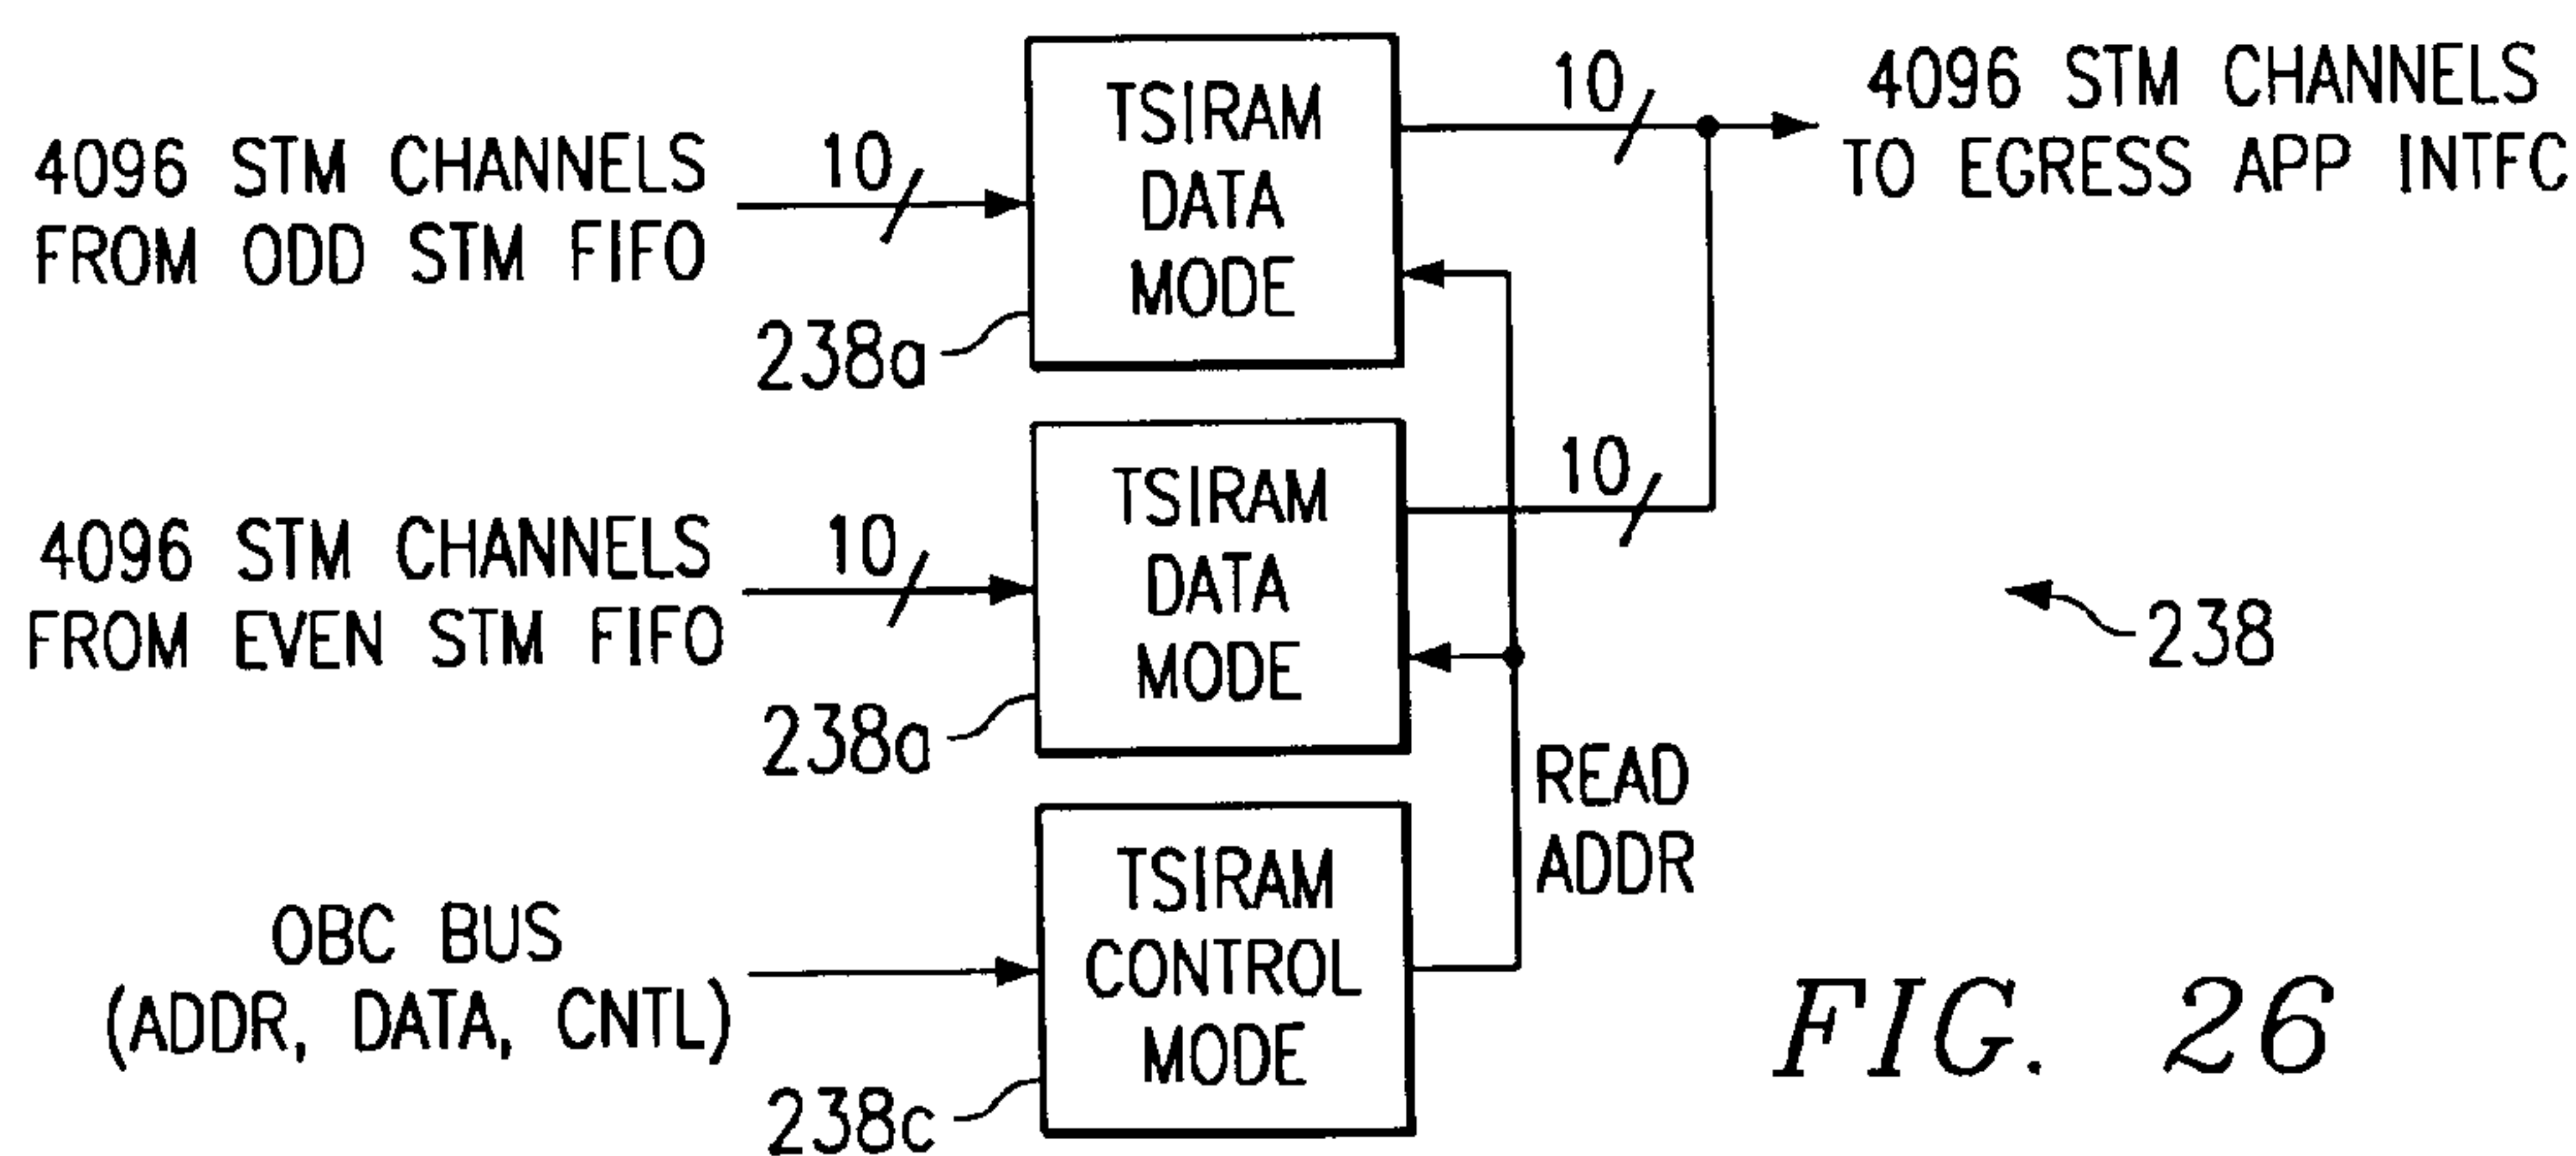 4096 STM CHANNELS
FROM ODD STM FIFO
10
TSIRAM
DATA
MODE
238a
10
4096 STM CHANNELS
TO EGRESS APP INTFC
4096 STM CHANNELS
FROM EVEN STM FIFO
10
TSIRAM
DATA
MODE
238a
10
238
READ
ADDR
OBC BUS
(ADDR, DATA, CNTL)
TSIRAM
CONTROL
MODE
238c
FIG. 26